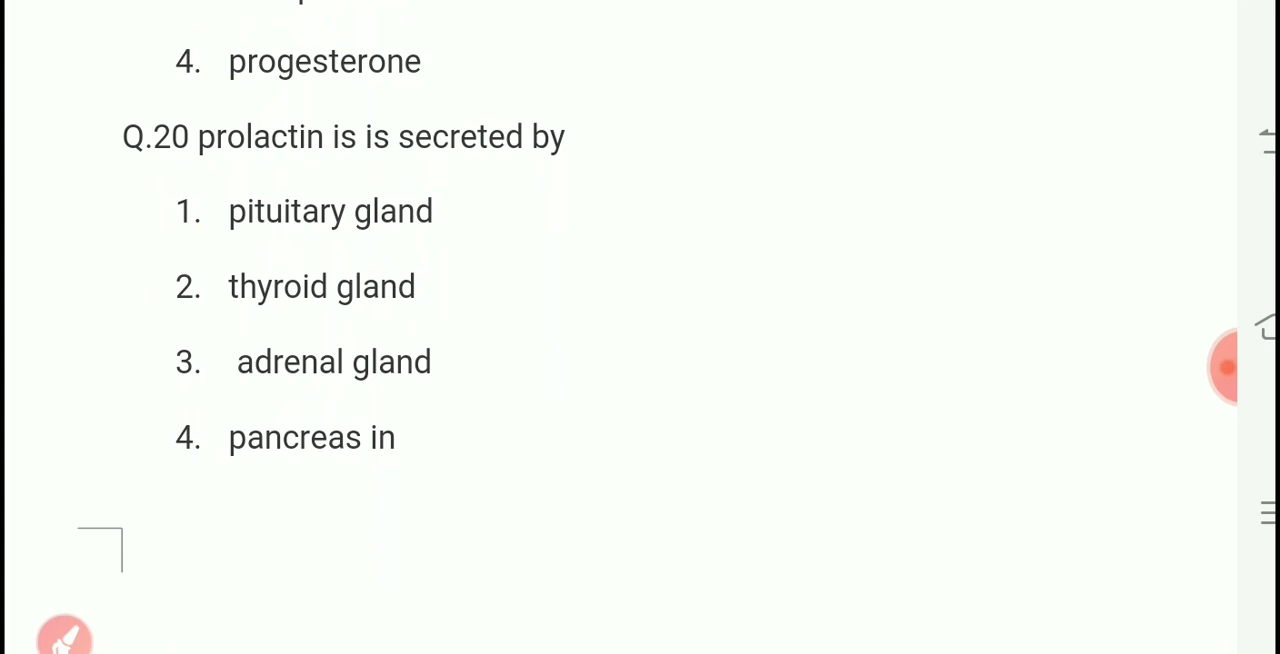 4. progesterone
Q.20 prolactin is is secreted by
1. pituitary gland
2. thyroid gland
3. adrenal gland
4. pancreas in